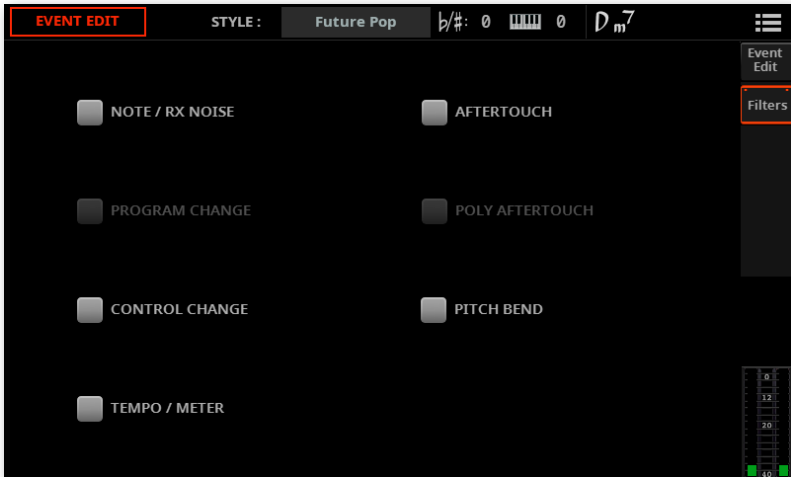 EVENT EDIT STYLE : Future Pop ♭/♯: 0 0 Dm7
Event
Edit
Filters
NOTE / RX NOISE AFTERTOUCH
PROGRAM CHANGE POLY AFTERTOUCH
CONTROL CHANGE PITCH BEND
TEMPO / METER
0
12
20
40